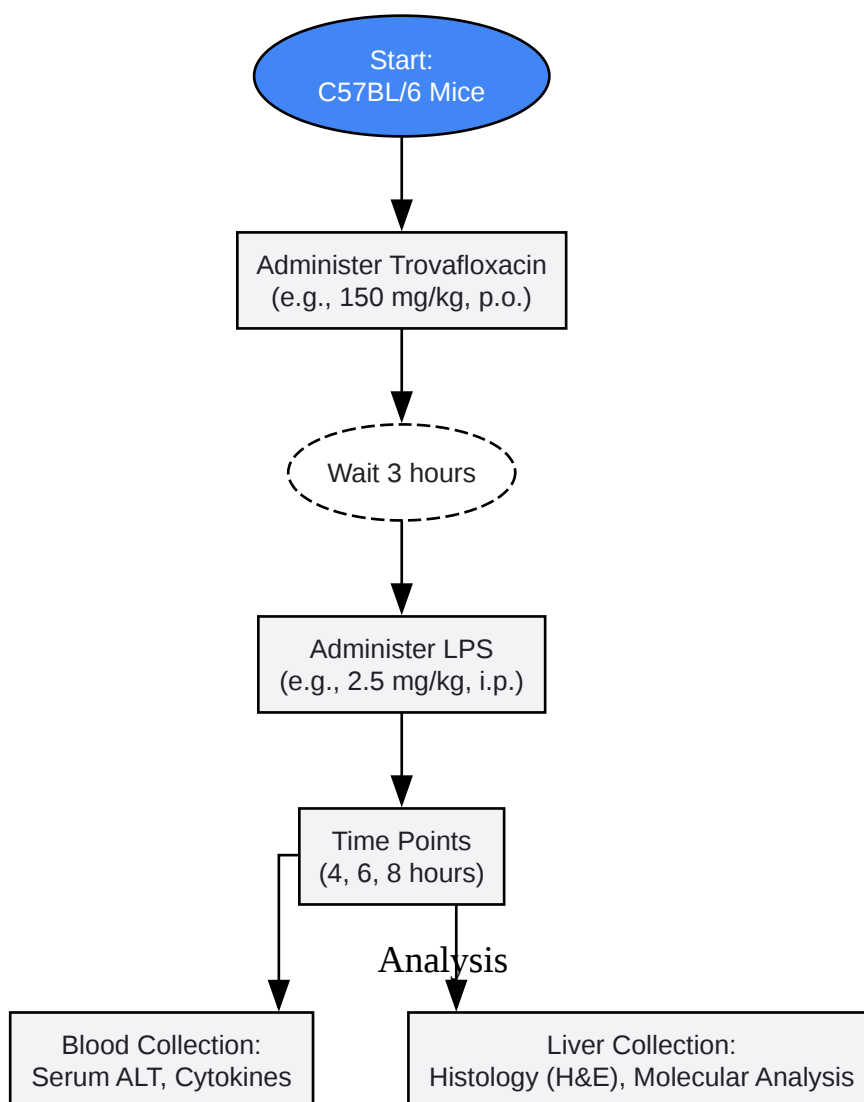 Start:
C57BL/6 Mice
Administer Trovafloxacin
(e.g., 150 mg/kg, p.o.)
Wait 3 hours
Administer LPS
(e.g., 2.5 mg/kg, i.p.)
Time Points
(4, 6, 8 hours)
Analysis
Blood Collection:
Serum ALT, Cytokines
Liver Collection:
Histology (H&E), Molecular Analysis